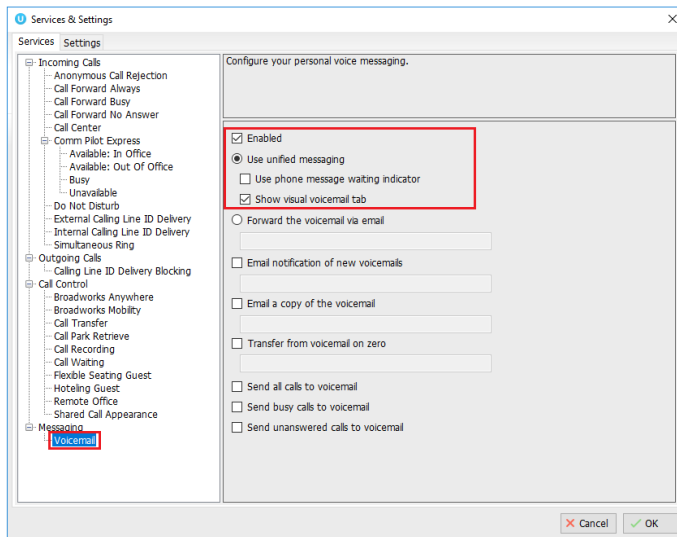 Services & Settings
Services Settings
Incoming Calls
Anonymous Call Rejection
Call Forward Always
Call Forward Busy
Call Forward No Answer
Call Center
Comm Pilot Express
Available: In Office
Available: Out Of Office
Busy
Unavailable
Do Not Disturb
External Calling Line ID Delivery
Internal Calling Line ID Delivery
Simultaneous Ring
Outgoing Calls
Calling Line ID Delivery Blocking
Call Control
Broadworks Anywhere
Broadworks Mobility
Call Transfer
Call Park Retrieve
Call Recording
Call Waiting
Flexible Seating Guest
Hoteling Guest
Remote Office
Shared Call Appearance
Messaging
Voicemail
Configure your personal voice messaging.
Enabled
Use unified messaging
Use phone message waiting indicator
Show visual voicemail tab
Forward the voicemail via email
Email notification of new voicemails
Email a copy of the voicemail
Transfer from voicemail on zero
Send all calls to voicemail
Send busy calls to voicemail
Send unanswered calls to voicemail
Cancel OK